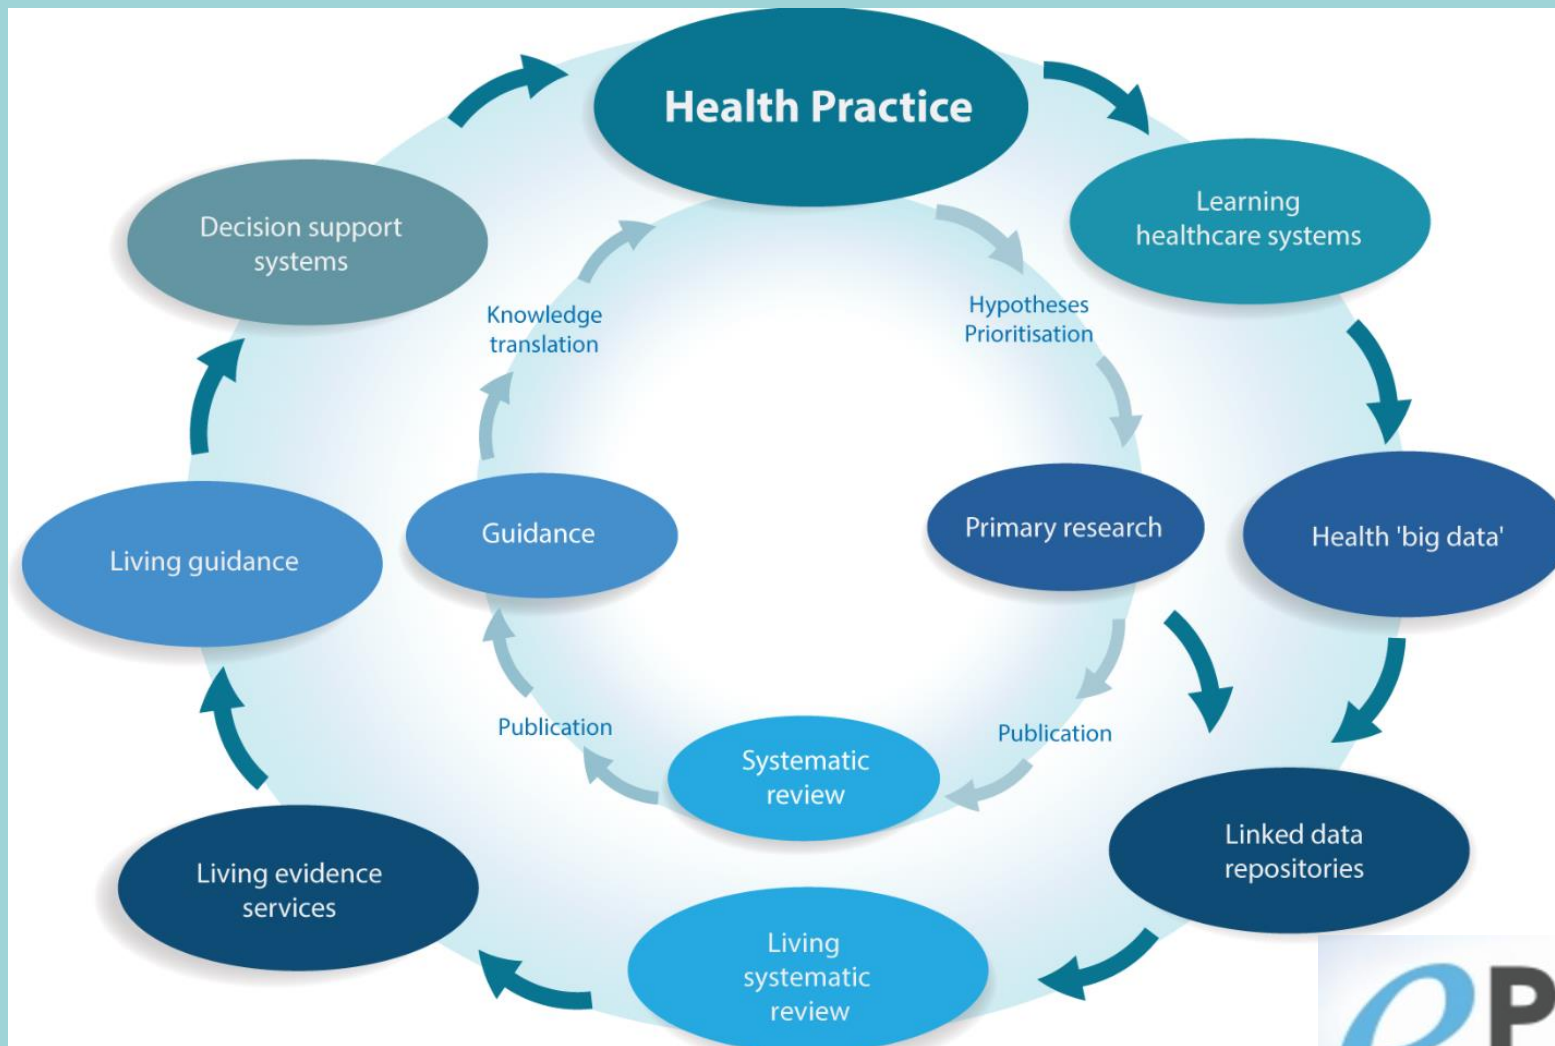 Health Practice
Learning
healthcare systems
Decision support
systems
Knowledge
translation
Hypotheses
Prioritisation
Guidance
Primary research
Health 'big data'
Living guidance
Publication
Publication
Systematic
review
Linked data
repositories
Living evidence
services
Living
systematic
review
eP